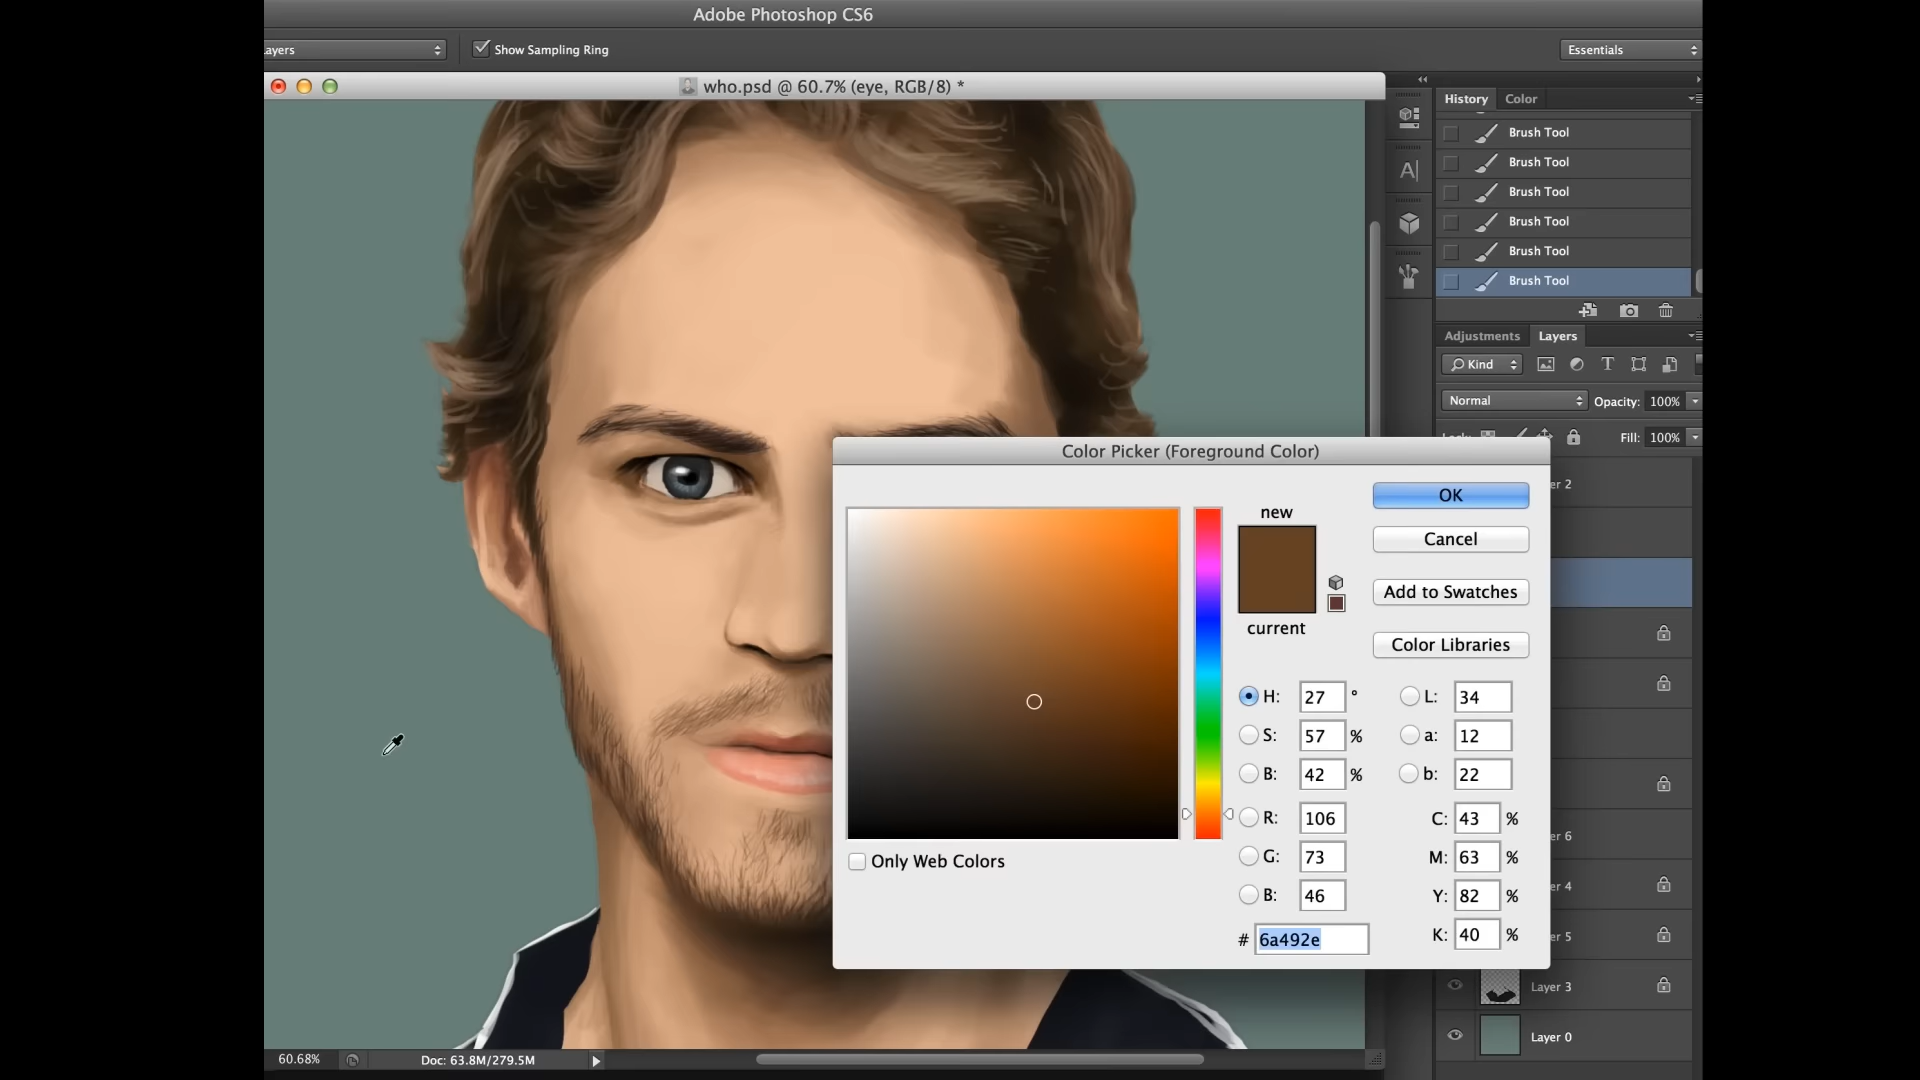 Adobe Photoshop CS6
ayers
Show Sampling Ring
Essentials
who.psd @ 60.7% (eye, RGB/8) *
History Color
Brush Tool
Brush Tool
Brush Tool
Brush Tool
Brush Tool
Brush Tool
Adjustments Layers
Kind
Normal Opacity: 100%
Fill: 100%
Color Picker (Foreground Color)
er 2
OK
new
Cancel
Add to Swatches
current
Color Libraries
H: 27 ° L: 34
S: 57 % a: 12
B: 42 % b: 22
R: 106 C: 43 %
G: 73 M: 63 %
B: 46 Y: 82 %
# 6a492e K: 40 %
Only Web Colors
er 6
er 4
er 5
Layer 3
Layer 0
60.68% Doc: 63.8M/279.5M